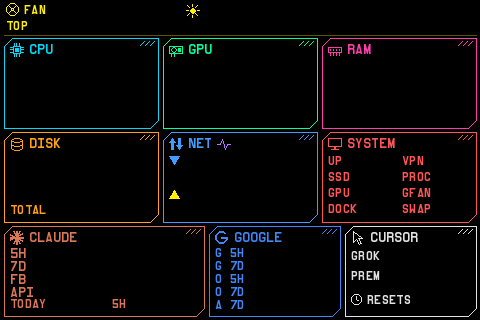 FAN
TOP
CPU
GPU
RAM
DISK
TOTAL
NET
SYSTEM
UP VPN
SSD PROC
GPU GFAN
DOCK SWAP
CLAUDE
5H
7D
FB
API
TODAY 5H
GOOGLE
G 5H
G 7D
O 5H
O 7D
A 7D
CURSOR
GROK
PREM
RESETS